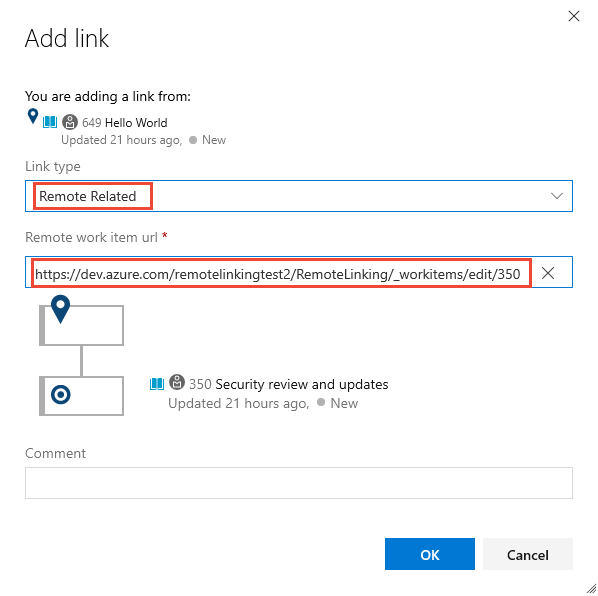 Add link
You are adding a link from:
649 Hello World
Updated 21 hours ago, New
Link type
Remote Related
Remote work item url *
https://dev.azure.com/remotelinkingtest2/RemoteLinking/_workitems/edit/350
350 Security review and updates
Updated 21 hours ago, New
Comment
OK Cancel